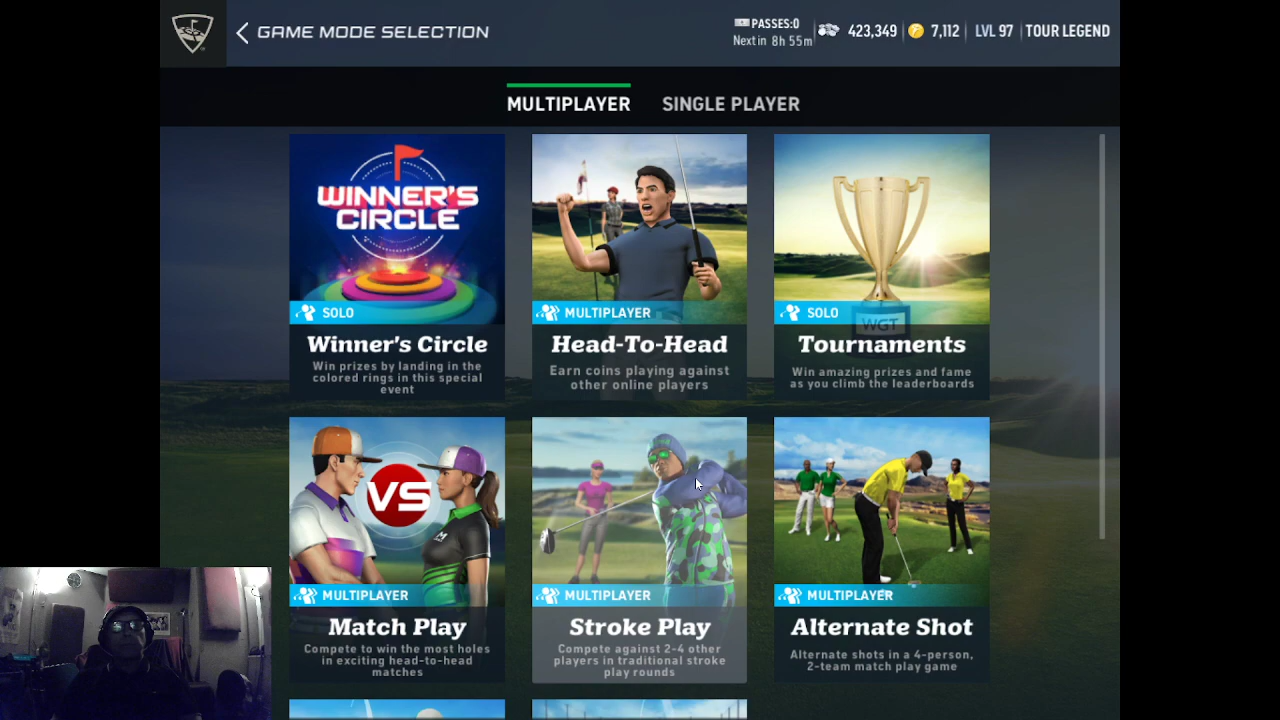 GAME MODE SELECTION
PASSES:0
Next in 8h 55m
423,349
7,112
LVL 97
TOUR LEGEND
MULTIPLAYER
SINGLE PLAYER
WINNER'S
CIRCLE
SOLO
Winner's Circle
Win prizes by landing in the
colored rings in this special
event
MULTIPLAYER
Head-To-Head
Earn coins playing against
other online players
WGT
SOLO
Tournaments
Win amazing prizes and fame
as you climb the leaderboards
VS
MULTIPLAYER
Match Play
Compete to win the most holes
in exciting head-to-head
matches
MULTIPLAYER
Stroke Play
Compete against 2-4 other
players in traditional stroke
play rounds
MULTIPLAYER
Alternate Shot
Alternate shots in a 4-person,
2-team match play game